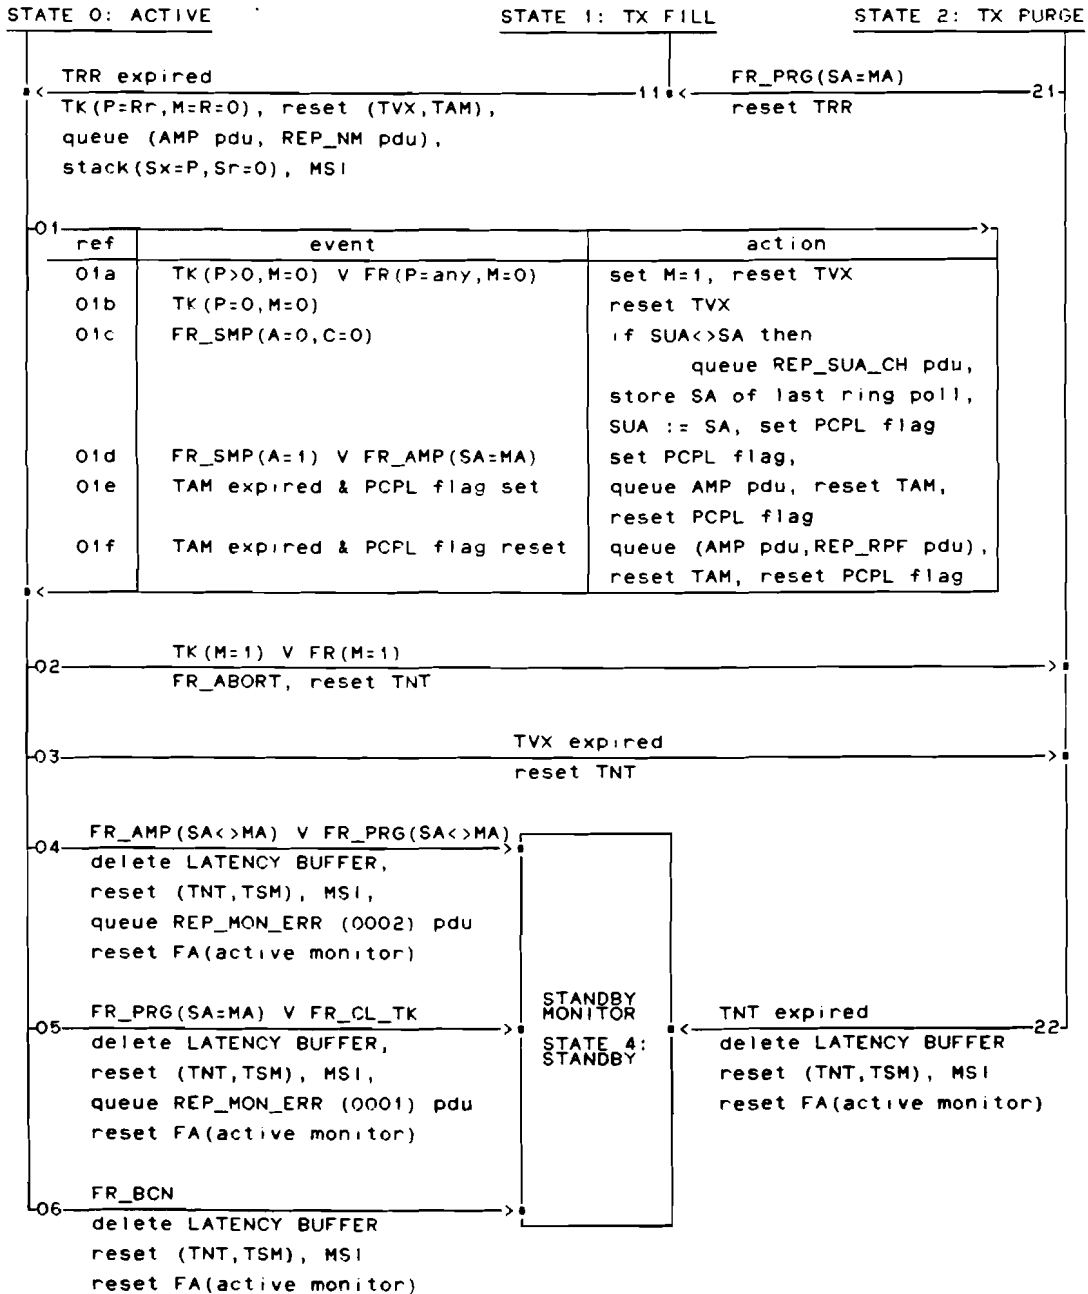 STATE 0: ACTIVE STATE 1: TX FILL STATE 2: TX PURGE
TRR expired FR_PRG(SA=MA)
11 21
TK(P=Rr,M=R=0), reset (TVX,TAM), reset TRR
queue (AMP pdu, REP_NM pdu),
stack(Sx=P,Sr=0), MSI
01
ref event action
01a TK(P>0,M=0) V FR(P=any,M=0) set M=1, reset TVX
01b TK(P=0,M=0) reset TVX
01c FR_SMP(A=0,C=0) if SUA<>SA then
queue REP_SUA_CH pdu,
store SA of last ring poll,
SUA := SA, set PCPL flag
01d FR_SMP(A=1) V FR_AMP(SA=MA) set PCPL flag,
01e TAM expired & PCPL flag set queue AMP pdu, reset TAM,
reset PCPL flag
01f TAM expired & PCPL flag reset queue (AMP pdu,REP_RPF pdu),
reset TAM, reset PCPL flag
TK(M=1) V FR(M=1)
02
FR_ABORT, reset TNT
TVX expired
03
reset TNT
FR_AMP(SA<>MA) V FR_PRG(SA<>MA)
04
delete LATENCY BUFFER,
reset (TNT,TSM), MSI,
queue REP_MON_ERR (0002) pdu
reset FA(active monitor)
STANDBY
MONITOR
STATE 4:
STANDBY
FR_PRG(SA=MA) V FR_CL_TK TNT expired
05 22
delete LATENCY BUFFER, delete LATENCY BUFFER
reset (TNT,TSM), MSI, reset (TNT,TSM), MSI
queue REP_MON_ERR (0001) pdu reset FA(active monitor)
reset FA(active monitor)
FR_BCN
06
delete LATENCY BUFFER
reset (TNT,TSM), MSI
reset FA(active monitor)